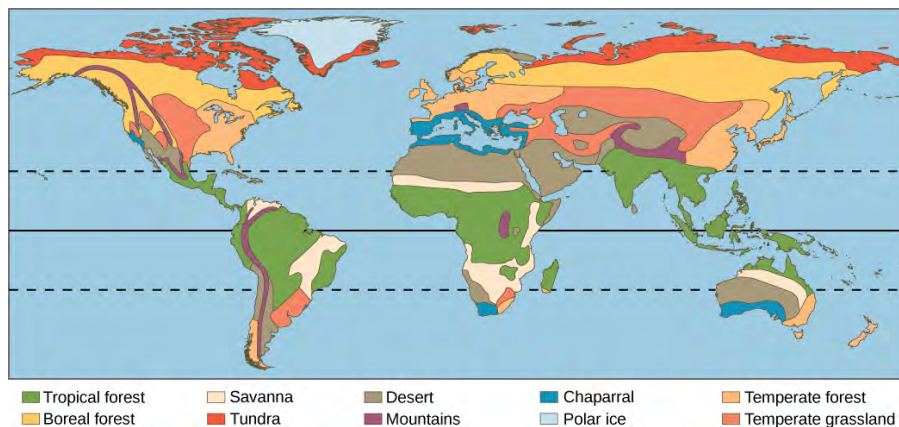 Tropical forest Savanna Desert Chaparral Temperate forest
Boreal forest Tundra Mountains Polar ice Temperate grassland